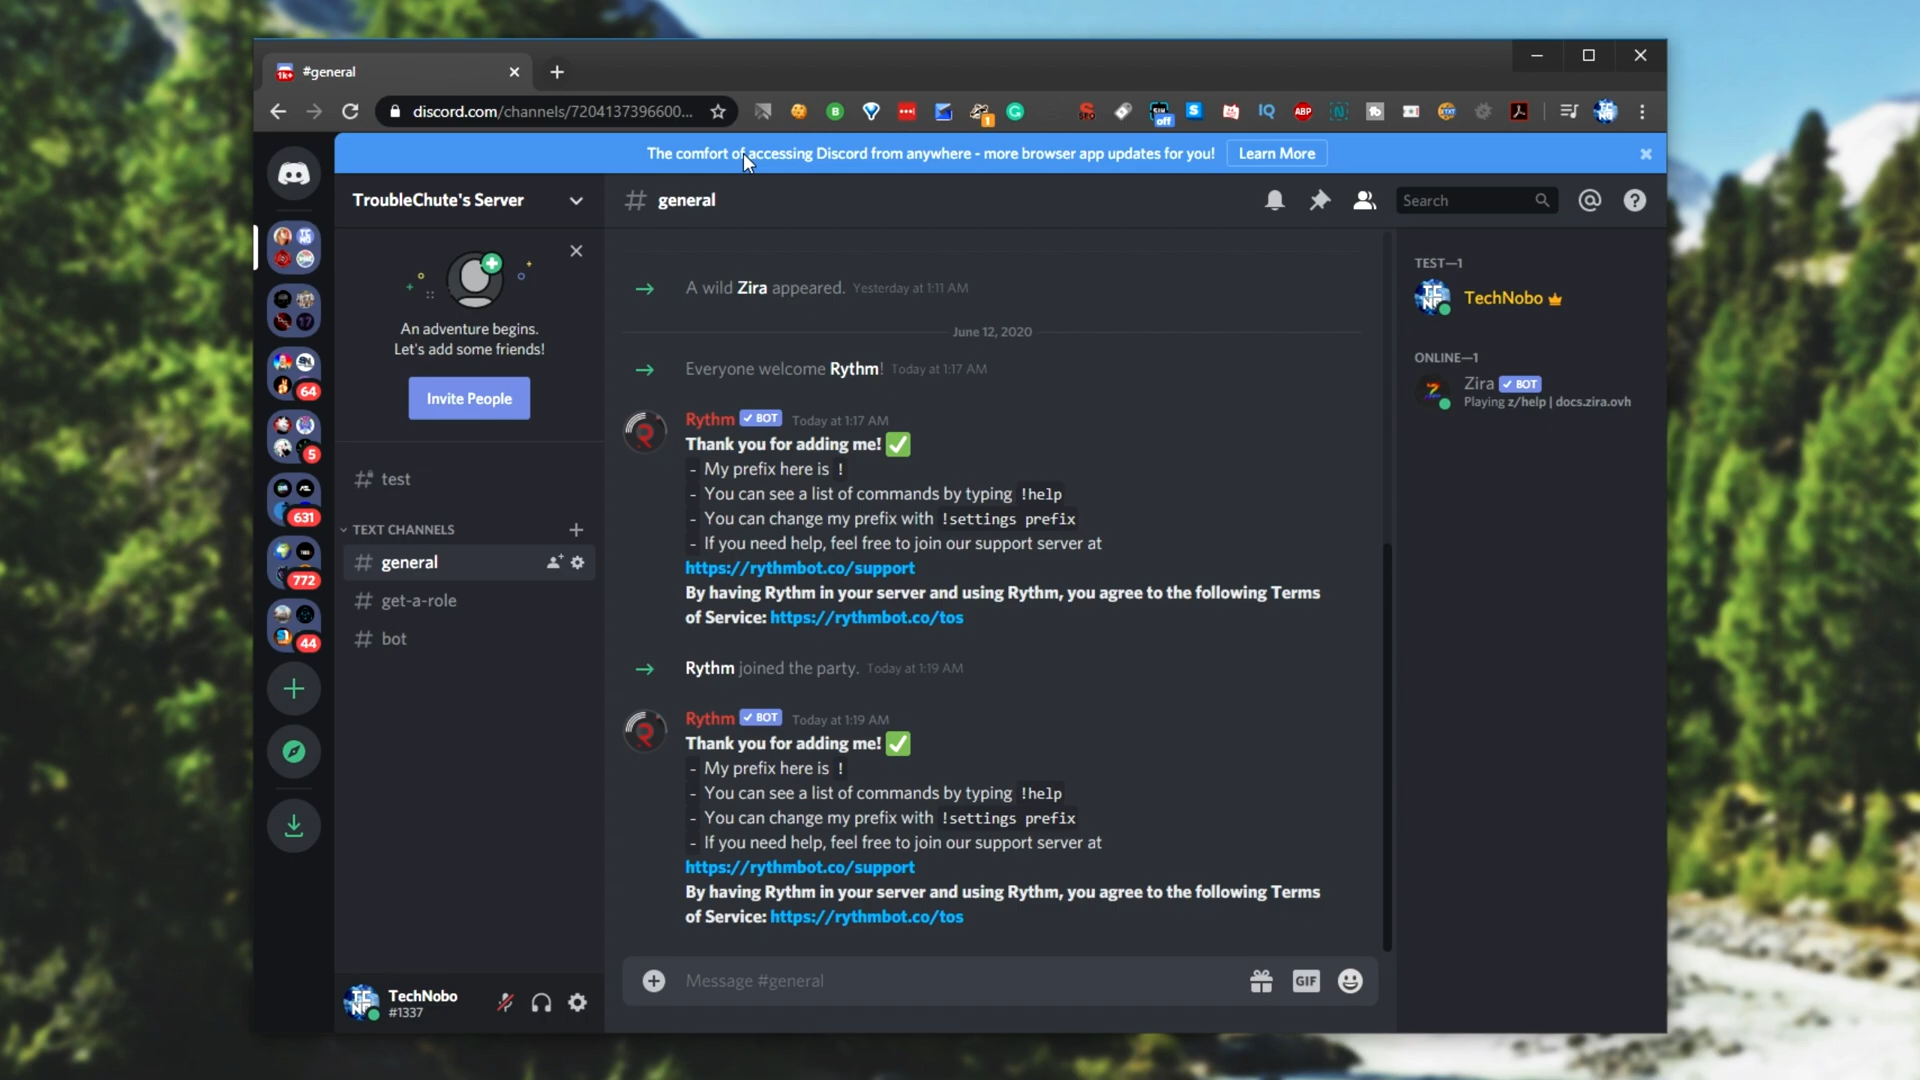 #general
discord.com/channels/7204137396600...
The comfort of accessing Discord from anywhere - more browser app updates for you!
Learn More
TroubleChute's Server
# general
Search
An adventure begins.
Let's add some friends!
Invite People
test
TEXT CHANNELS
general
get-a-role
bot
64
5
631
772
44
TechNobo
#1337
A wild Zira appeared. Yesterday at 1:11 AM
June 12, 2020
Everyone welcome Rythm! Today at 1:17 AM
Rythm ✓ BOT Today at 1:17 AM
Thank you for adding me! ✅
- My prefix here is !
- You can see a list of commands by typing !help
- You can change my prefix with !settings prefix
- If you need help, feel free to join our support server at
https://rythmbot.co/support
By having Rythm in your server and using Rythm, you agree to the following Terms
of Service: https://rythmbot.co/tos
Rythm joined the party. Today at 1:19 AM
Rythm ✓ BOT Today at 1:19 AM
Thank you for adding me! ✅
- My prefix here is !
- You can see a list of commands by typing !help
- You can change my prefix with !settings prefix
- If you need help, feel free to join our support server at
https://rythmbot.co/support
By having Rythm in your server and using Rythm, you agree to the following Terms
of Service: https://rythmbot.co/tos
Message #general
GIF
TEST—1
TechNobo
ONLINE—1
Zira ✓ BOT
Playing z/help | docs.zira.ovh